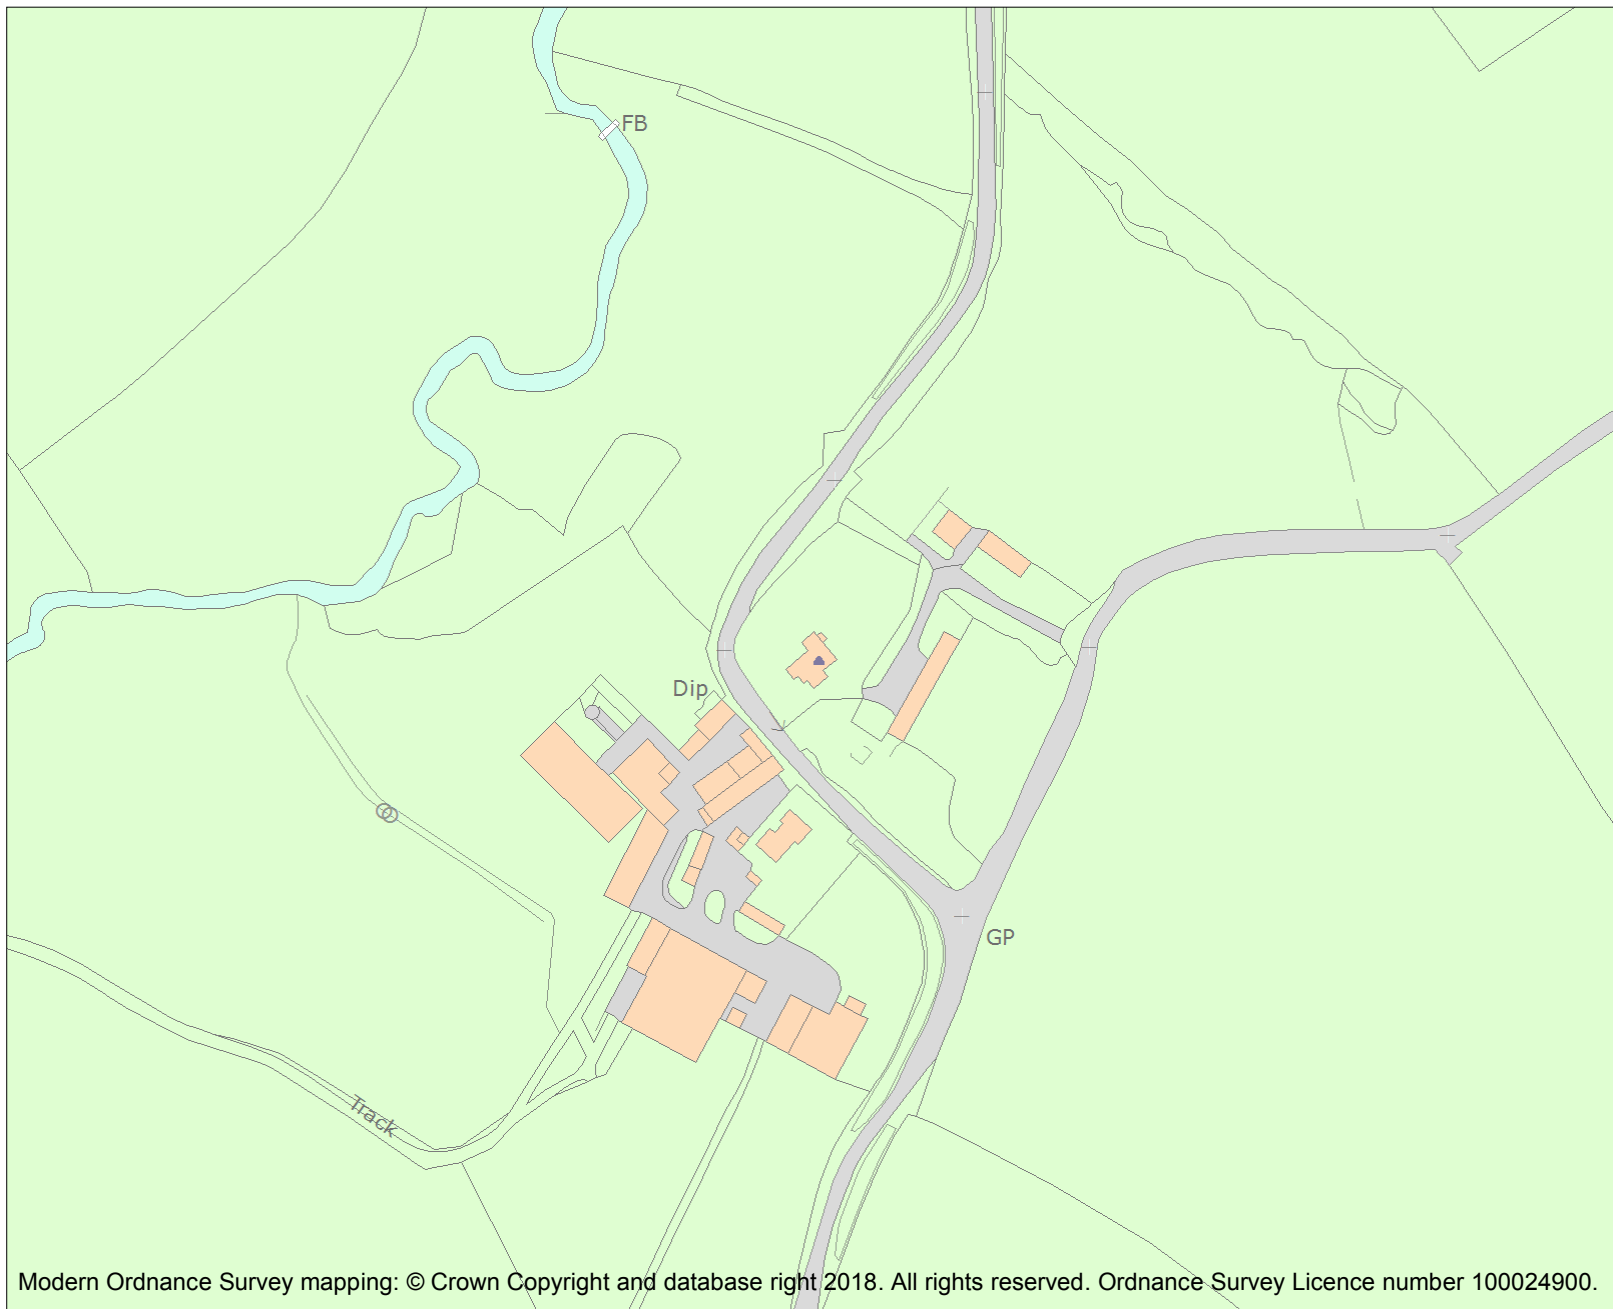 FB
Dip
GP
Track
Modern Ordnance Survey mapping: © Crown Copyright and database right 2018. All rights reserved. Ordnance Survey Licence number 100024900.